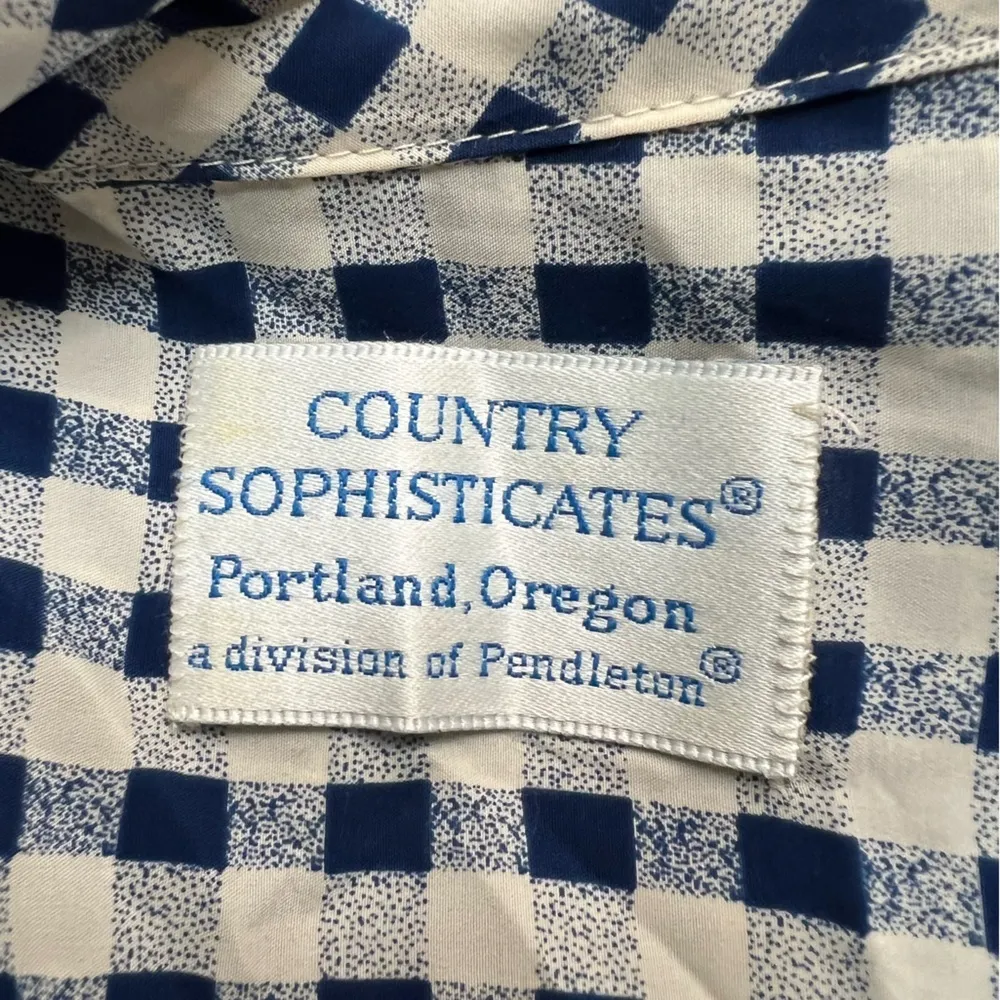 COUNTRY
SOPHISTICATES®
Portland, Oregon
a division of Pendleton®